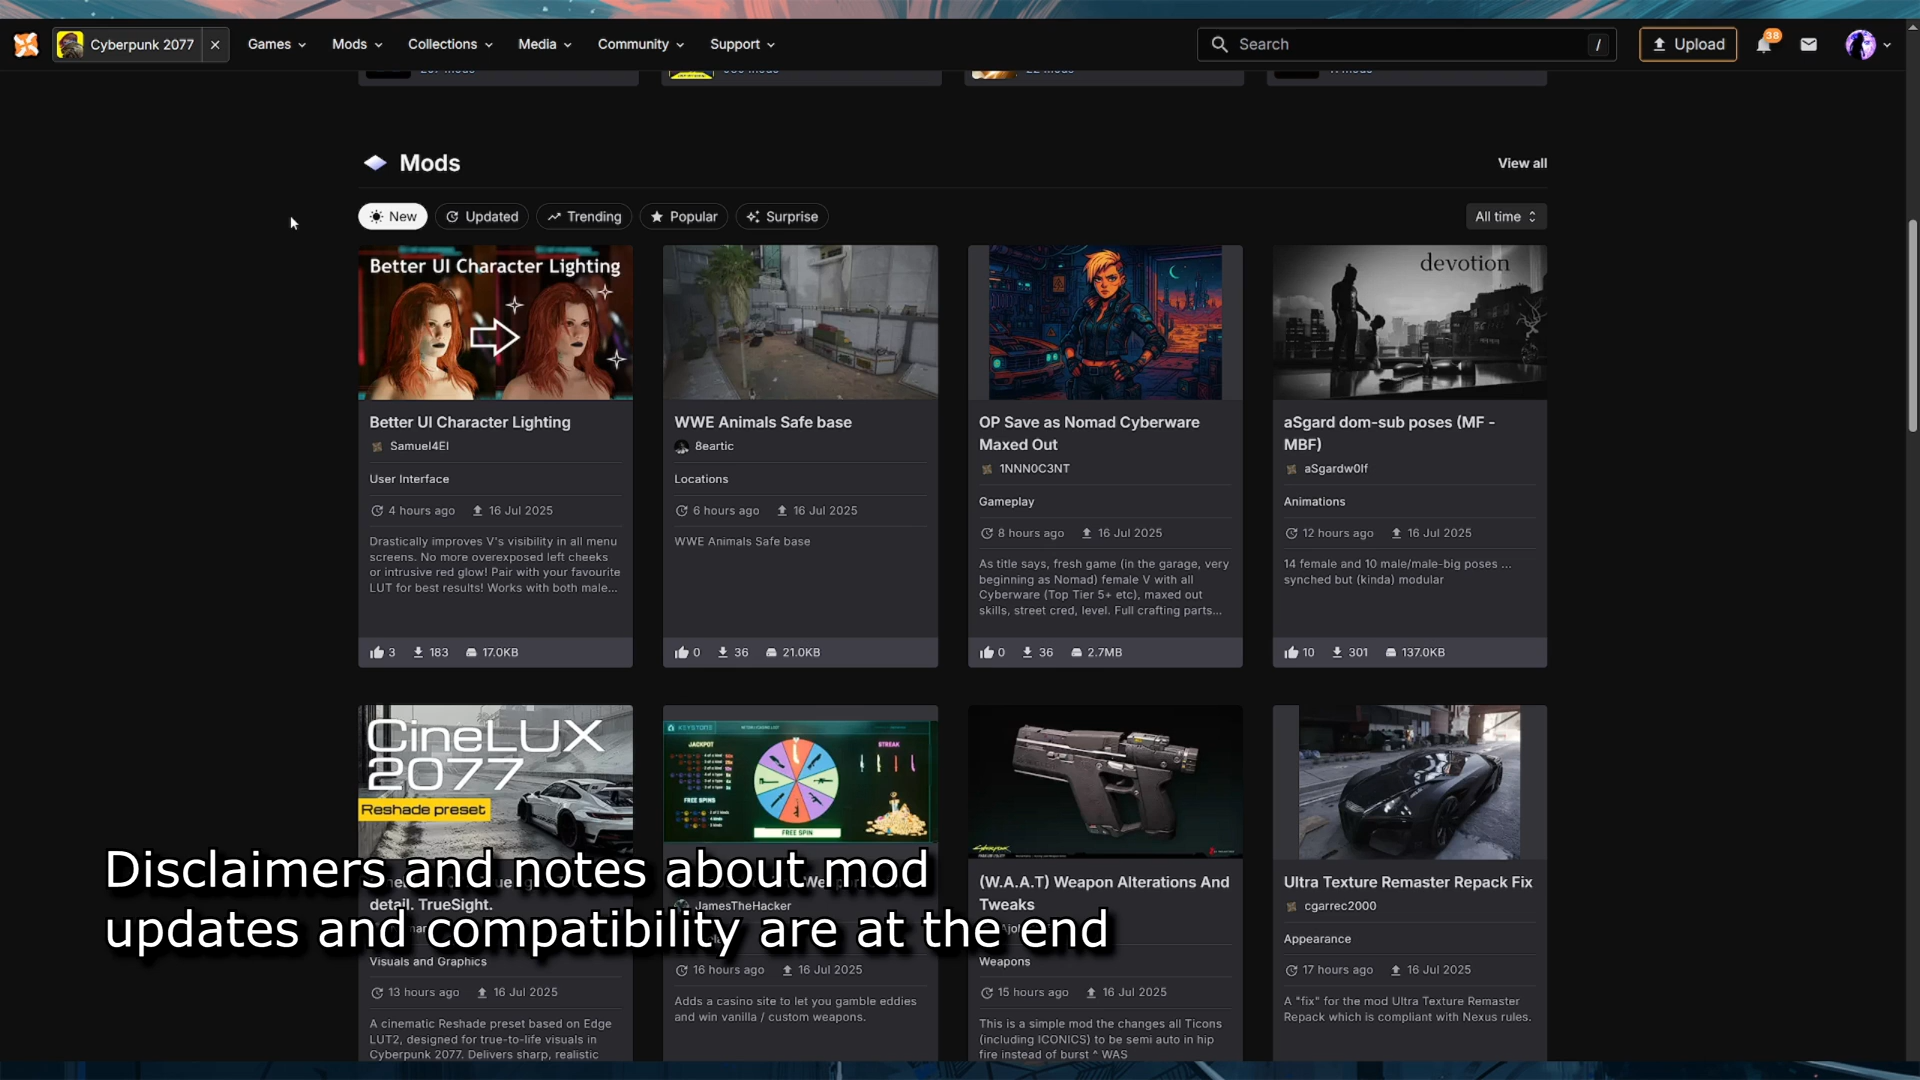 Cyberpunk 2077
Games
Mods
Collections
Media
Community
Support
Search
/
Upload
38
Mods
View all
New
Updated
Trending
Popular
Surprise
All time
Better UI Character Lighting
devotion
Better UI Character Lighting
Samuel4El
User Interface
4 hours ago 16 Jul 2025
Drastically improves V's visibility in all menu
screens. No more overexposed left cheeks
or intrusive red glow! Pair with your favourite
LUT for best results! Works with both male...
3 183 17.0KB
WWE Animals Safe base
8eartic
Locations
6 hours ago 16 Jul 2025
WWE Animals Safe base
0 36 21.0KB
OP Save as Nomad Cyberware
Maxed Out
1NNN0C3NT
Gameplay
8 hours ago 16 Jul 2025
As title says, fresh game (in the garage, very
beginning as Nomad) female V with all
Cyberware (Top Tier 5+ etc), maxed out
skills, street cred, level. Full crafting parts...
0 36 2.7MB
aSgard dom-sub poses (MF -
MBF)
aSgardw0lf
Animations
12 hours ago 16 Jul 2025
14 female and 10 male/male-big poses ...
synched but (kinda) modular
10 301 137.0KB
CineLUX
2077
Reshade preset
detail. TrueSight.
Visuals and Graphics
13 hours ago 16 Jul 2025
A cinematic Reshade preset based on Edge
LUT2, designed for true-to-life visuals in
Cyberpunk 2077. Delivers sharp, realistic
KEYSTONE
JACKPOT
STREAK
FREE SPINS
FREE SPIN
JamesTheHacker
16 hours ago 16 Jul 2025
Adds a casino site to let you gamble eddies
and win vanilla / custom weapons.
(W.A.A.T) Weapon Alterations And
Tweaks
Weapons
15 hours ago 16 Jul 2025
This is a simple mod the changes all Ticons
(including ICONICS) to be semi auto in hip
fire instead of burst ^ WAS
Ultra Texture Remaster Repack Fix
cgarrec2000
Appearance
17 hours ago 16 Jul 2025
A "fix" for the mod Ultra Texture Remaster
Repack which is compliant with Nexus rules.
Disclaimers and notes about mod
updates and compatibility are at the end